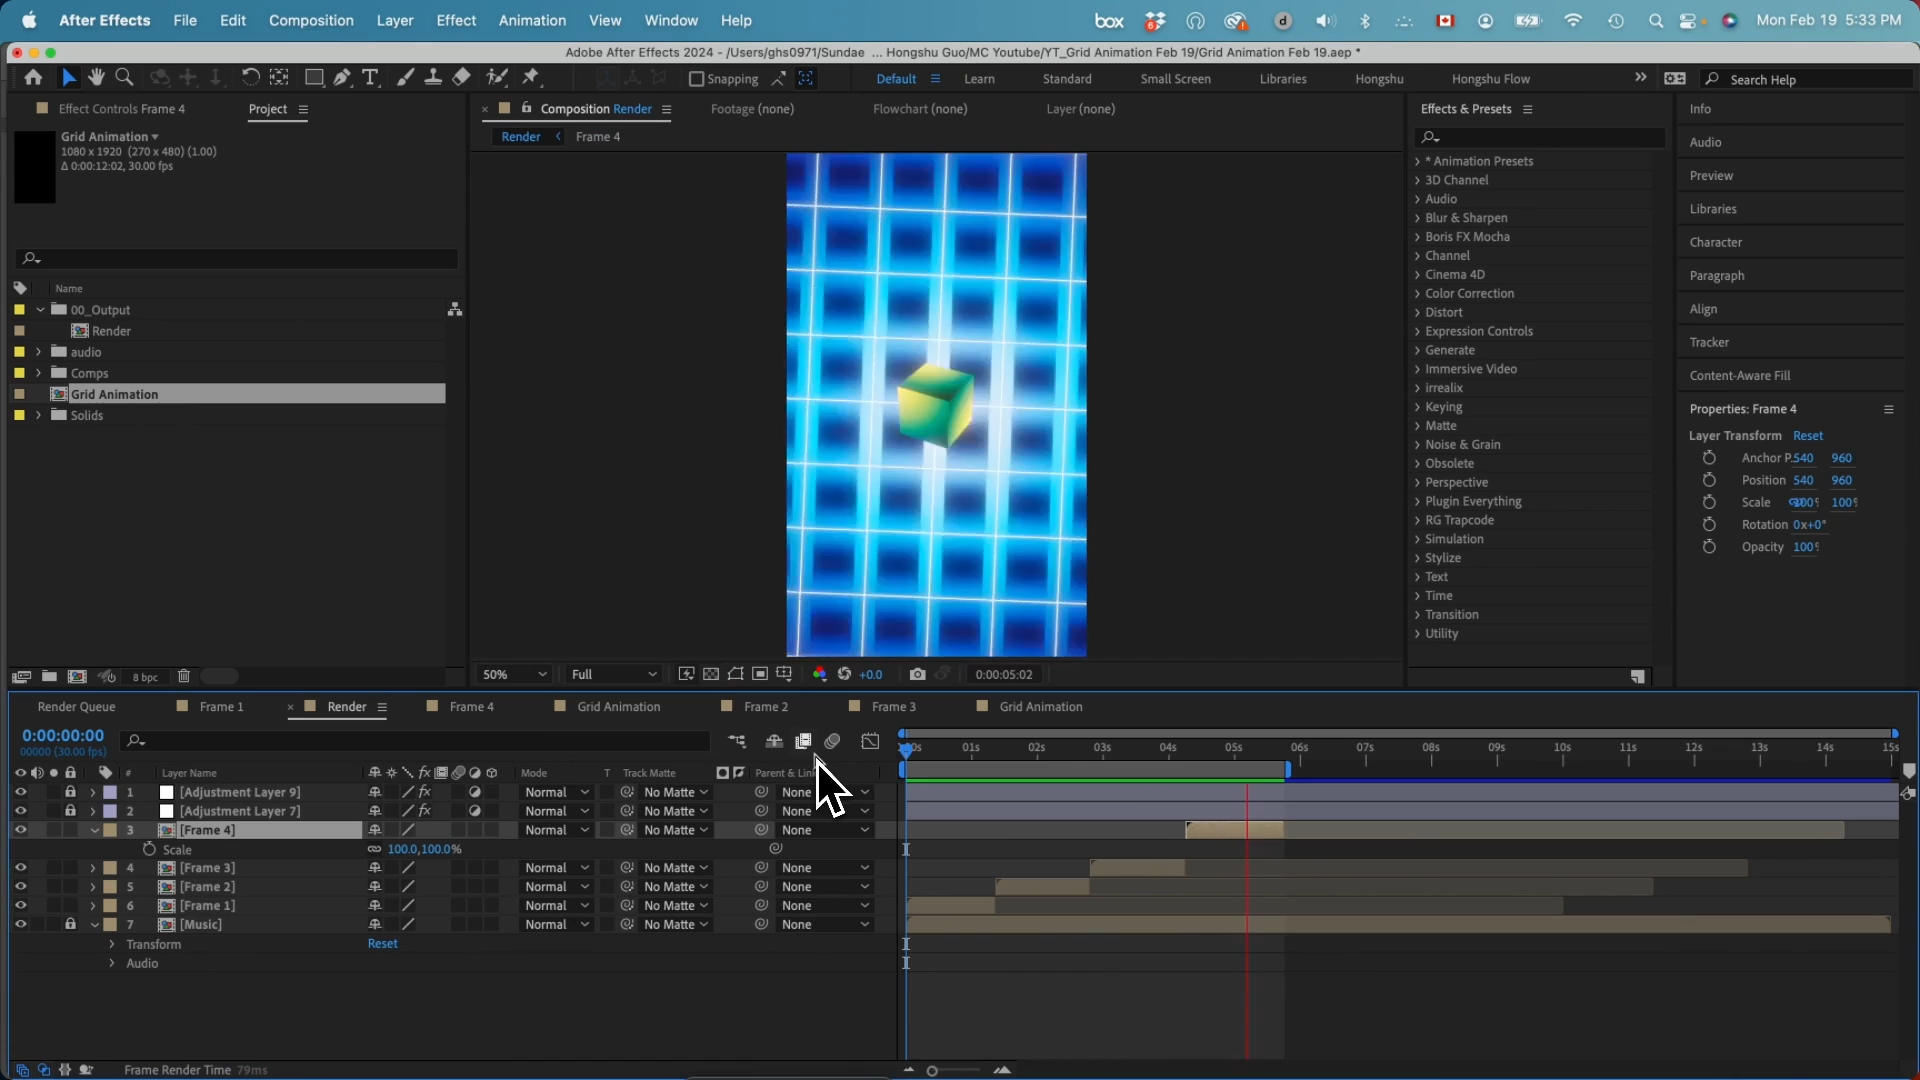 After Effects File Edit Composition Layer Effect Animation View Window Help box 6 d Mon Feb 19 5:33 PM
Adobe After Effects 2024 - /Users/ghs0971/Sundae ... Hongshu Guo/MC Youtube/YT_Grid Animation Feb 19/Grid Animation Feb 19.aep *
T Snapping Default Learn Standard Small Screen Libraries Hongshu Hongshu Flow Search Help
Effect Controls Frame 4 Project Composition Render Footage (none) Flowchart (none) Layer (none) Effects & Presets Info
Grid Animation
1080 x 1920 (270 x 480) (1.00)
Δ 0:00:12:02, 30.00 fps
Render Frame 4
Name
00_Output
Render
audio
Comps
Grid Animation
Solids
8 bpc
50% Full +0.0 0:00:05:02
* Animation Presets
3D Channel
Audio
Blur & Sharpen
Boris FX Mocha
Channel
Cinema 4D
Color Correction
Distort
Expression Controls
Generate
Immersive Video
irrealix
Keying
Matte
Noise & Grain
Obsolete
Perspective
Plugin Everything
RG Trapcode
Simulation
Stylize
Text
Time
Transition
Utility
Audio
Preview
Libraries
Character
Paragraph
Align
Tracker
Content-Aware Fill
Properties: Frame 4
Layer Transform Reset
Anchor P. 540 960
Position 540 960
Scale 100% 100%
Rotation 0x+0°
Opacity 100%
Render Queue Frame 1 Render Frame 4 Grid Animation Frame 2 Frame 3 Grid Animation
0:00:00:00
00000 (30.00 fps)
01s 02s 03s 04s 05s 06s 07s 08s 09s 10s 11s 12s 13s 14s 15s
# Layer Name fx Mode T Track Matte Parent & Lin
1 [Adjustment Layer 9] fx Normal No Matte None
2 [Adjustment Layer 7] fx Normal No Matte None
3 [Frame 4] Normal No Matte None
Scale 100.0,100.0%
4 [Frame 3] Normal No Matte None
5 [Frame 2] Normal No Matte None
6 [Frame 1] Normal No Matte None
7 [Music] Normal No Matte None
Transform Reset
Audio
Frame Render Time 79ms